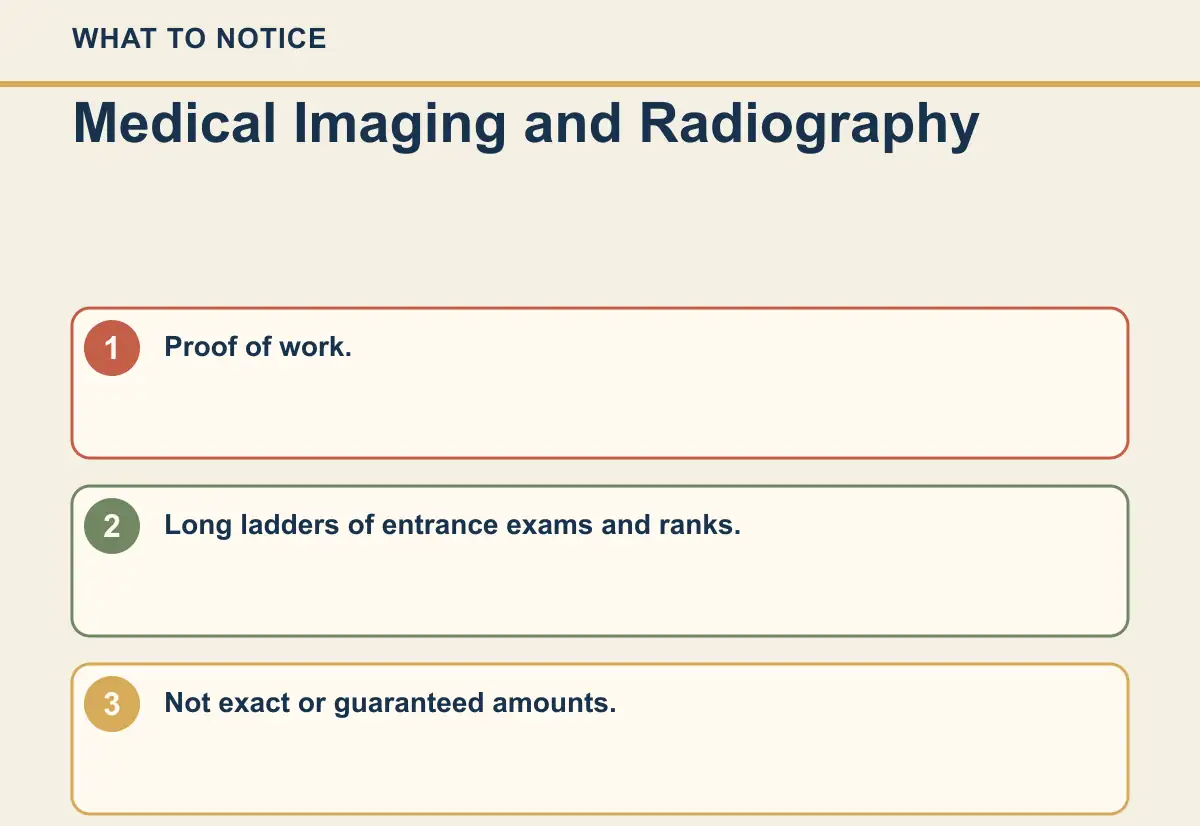 WHAT TO NOTICE
Medical Imaging and Radiography
1
Proof of work.
2
Long ladders of entrance exams and ranks.
3
Not exact or guaranteed amounts.